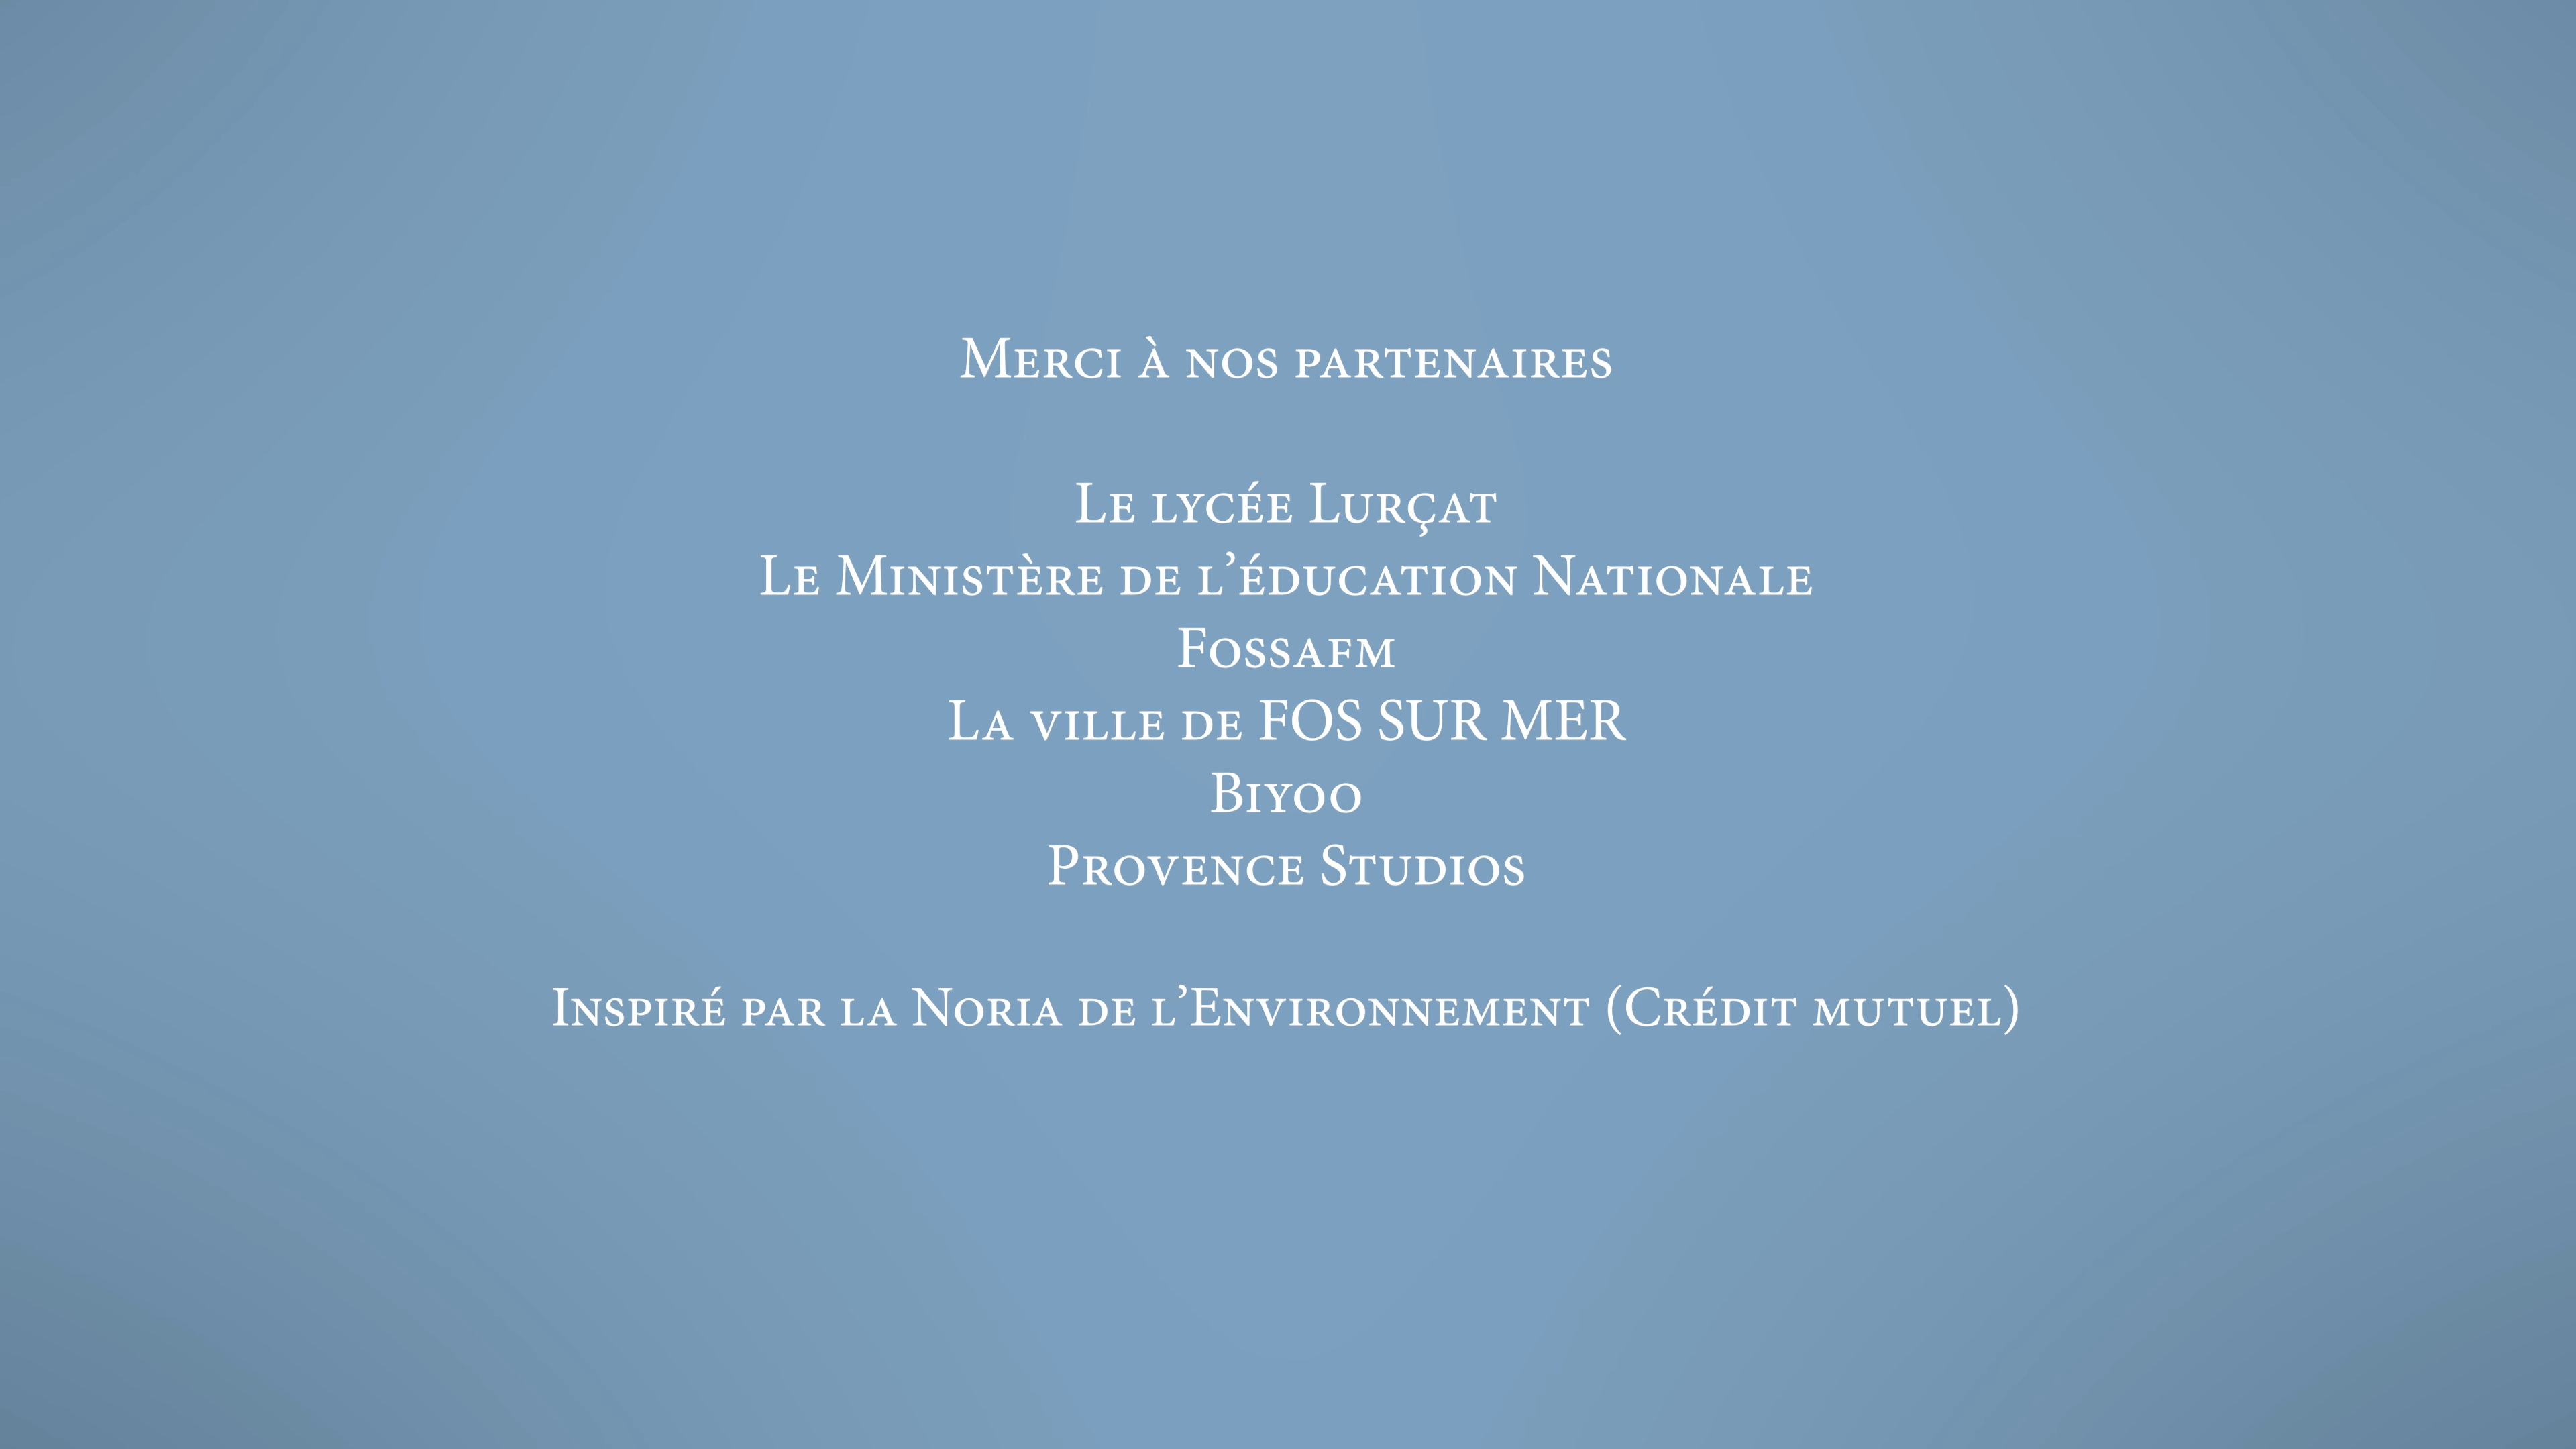 Merci à nos partenaires
Le lycée Lurçat
Le Ministère de l’éducation Nationale
Fossafm
La ville de FOS SUR MER
Biyoo
Provence Studios
Inspiré par la Noria de l’Environnement (Crédit mutuel)